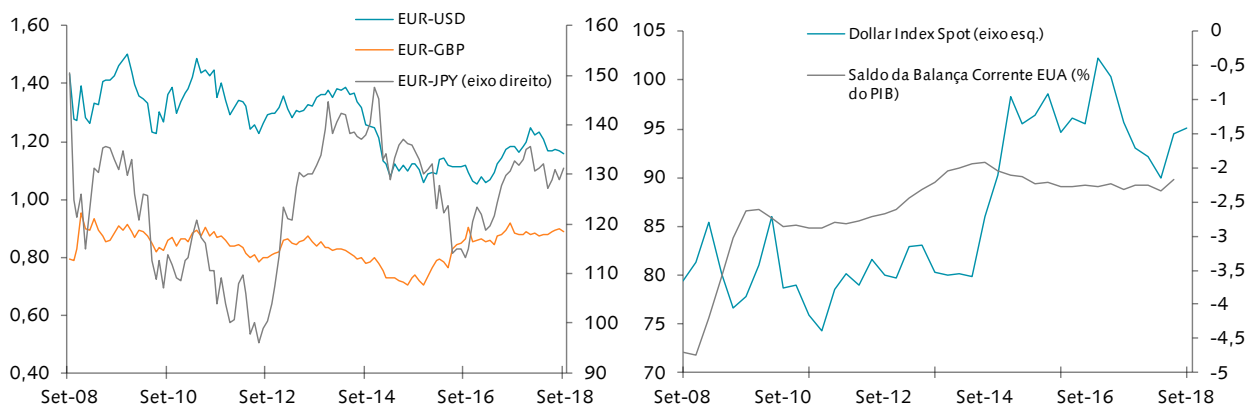 1,60
1,40
1,20
1,00
0,80
0,60
0,40
EUR-USD
EUR-GBP
EUR-JPY (eixo direito)
160
150
140
130
120
110
100
90
Set-08
Set-10
Set-12
Set-14
Set-16
Set-18
105
100
95
90
85
80
75
70
Dollar Index Spot (eixo esq.)
Saldo da Balança Corrente EUA (%
do PIB)
0
-0,5
-1
-1,5
-2
-2,5
-3
-3,5
-4
-4,5
-5
Set-08
Set-10
Set-12
Set-14
Set-16
Set-18